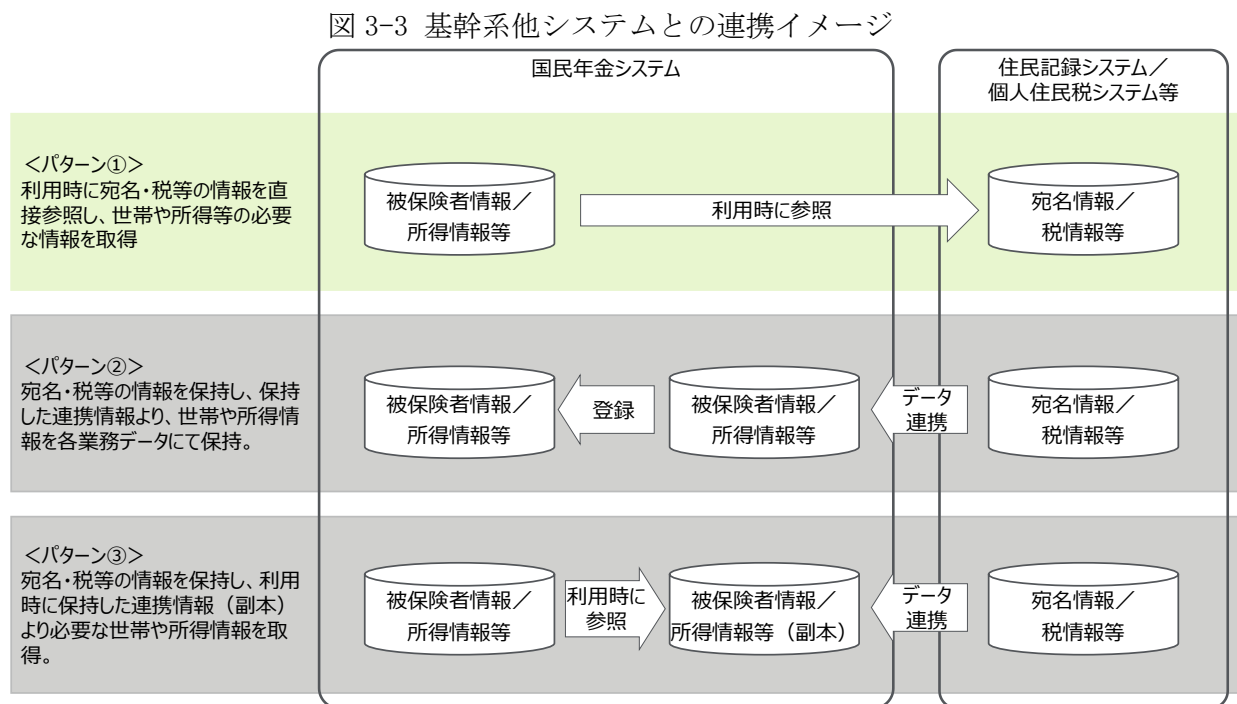 図 3-3 基幹系他システムとの連携イメージ
国民年金システム
住民記録システム／
個人住民税システム等
＜パターン①＞
利用時に宛名・税等の情報を直
接参照し、世帯や所得等の必要
な情報を取得
被保険者情報／
所得情報等
利用時に参照
宛名情報／
税情報等
＜パターン②＞
宛名・税等の情報を保持し、保持
した連携情報より、世帯や所得情
報を各業務データにて保持。
被保険者情報／
所得情報等
登録
被保険者情報／
所得情報等
データ
連携
宛名情報／
税情報等
＜パターン③＞
宛名・税等の情報を保持し、利用
時に保持した連携情報（副本）
より必要な世帯や所得情報を取
得。
被保険者情報／
所得情報等
利用時に
参照
被保険者情報／
所得情報等（副本）
データ
連携
宛名情報／
税情報等